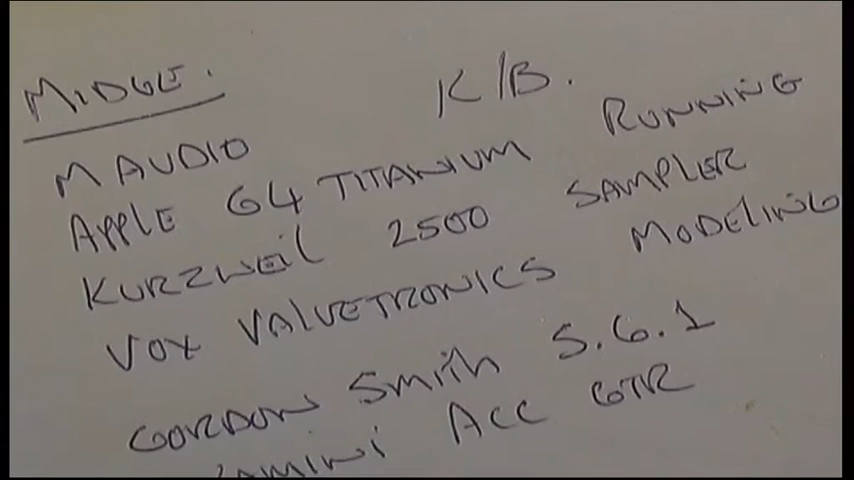 MIDGE.
M AUDIO K/B.
APPLE G4 TITANIUM RUNNING
KURZWEIL 2500 SAMPLER
VOX VALVETRONICS MODELING
GORDON SMITH S.G.1
ACC GTR